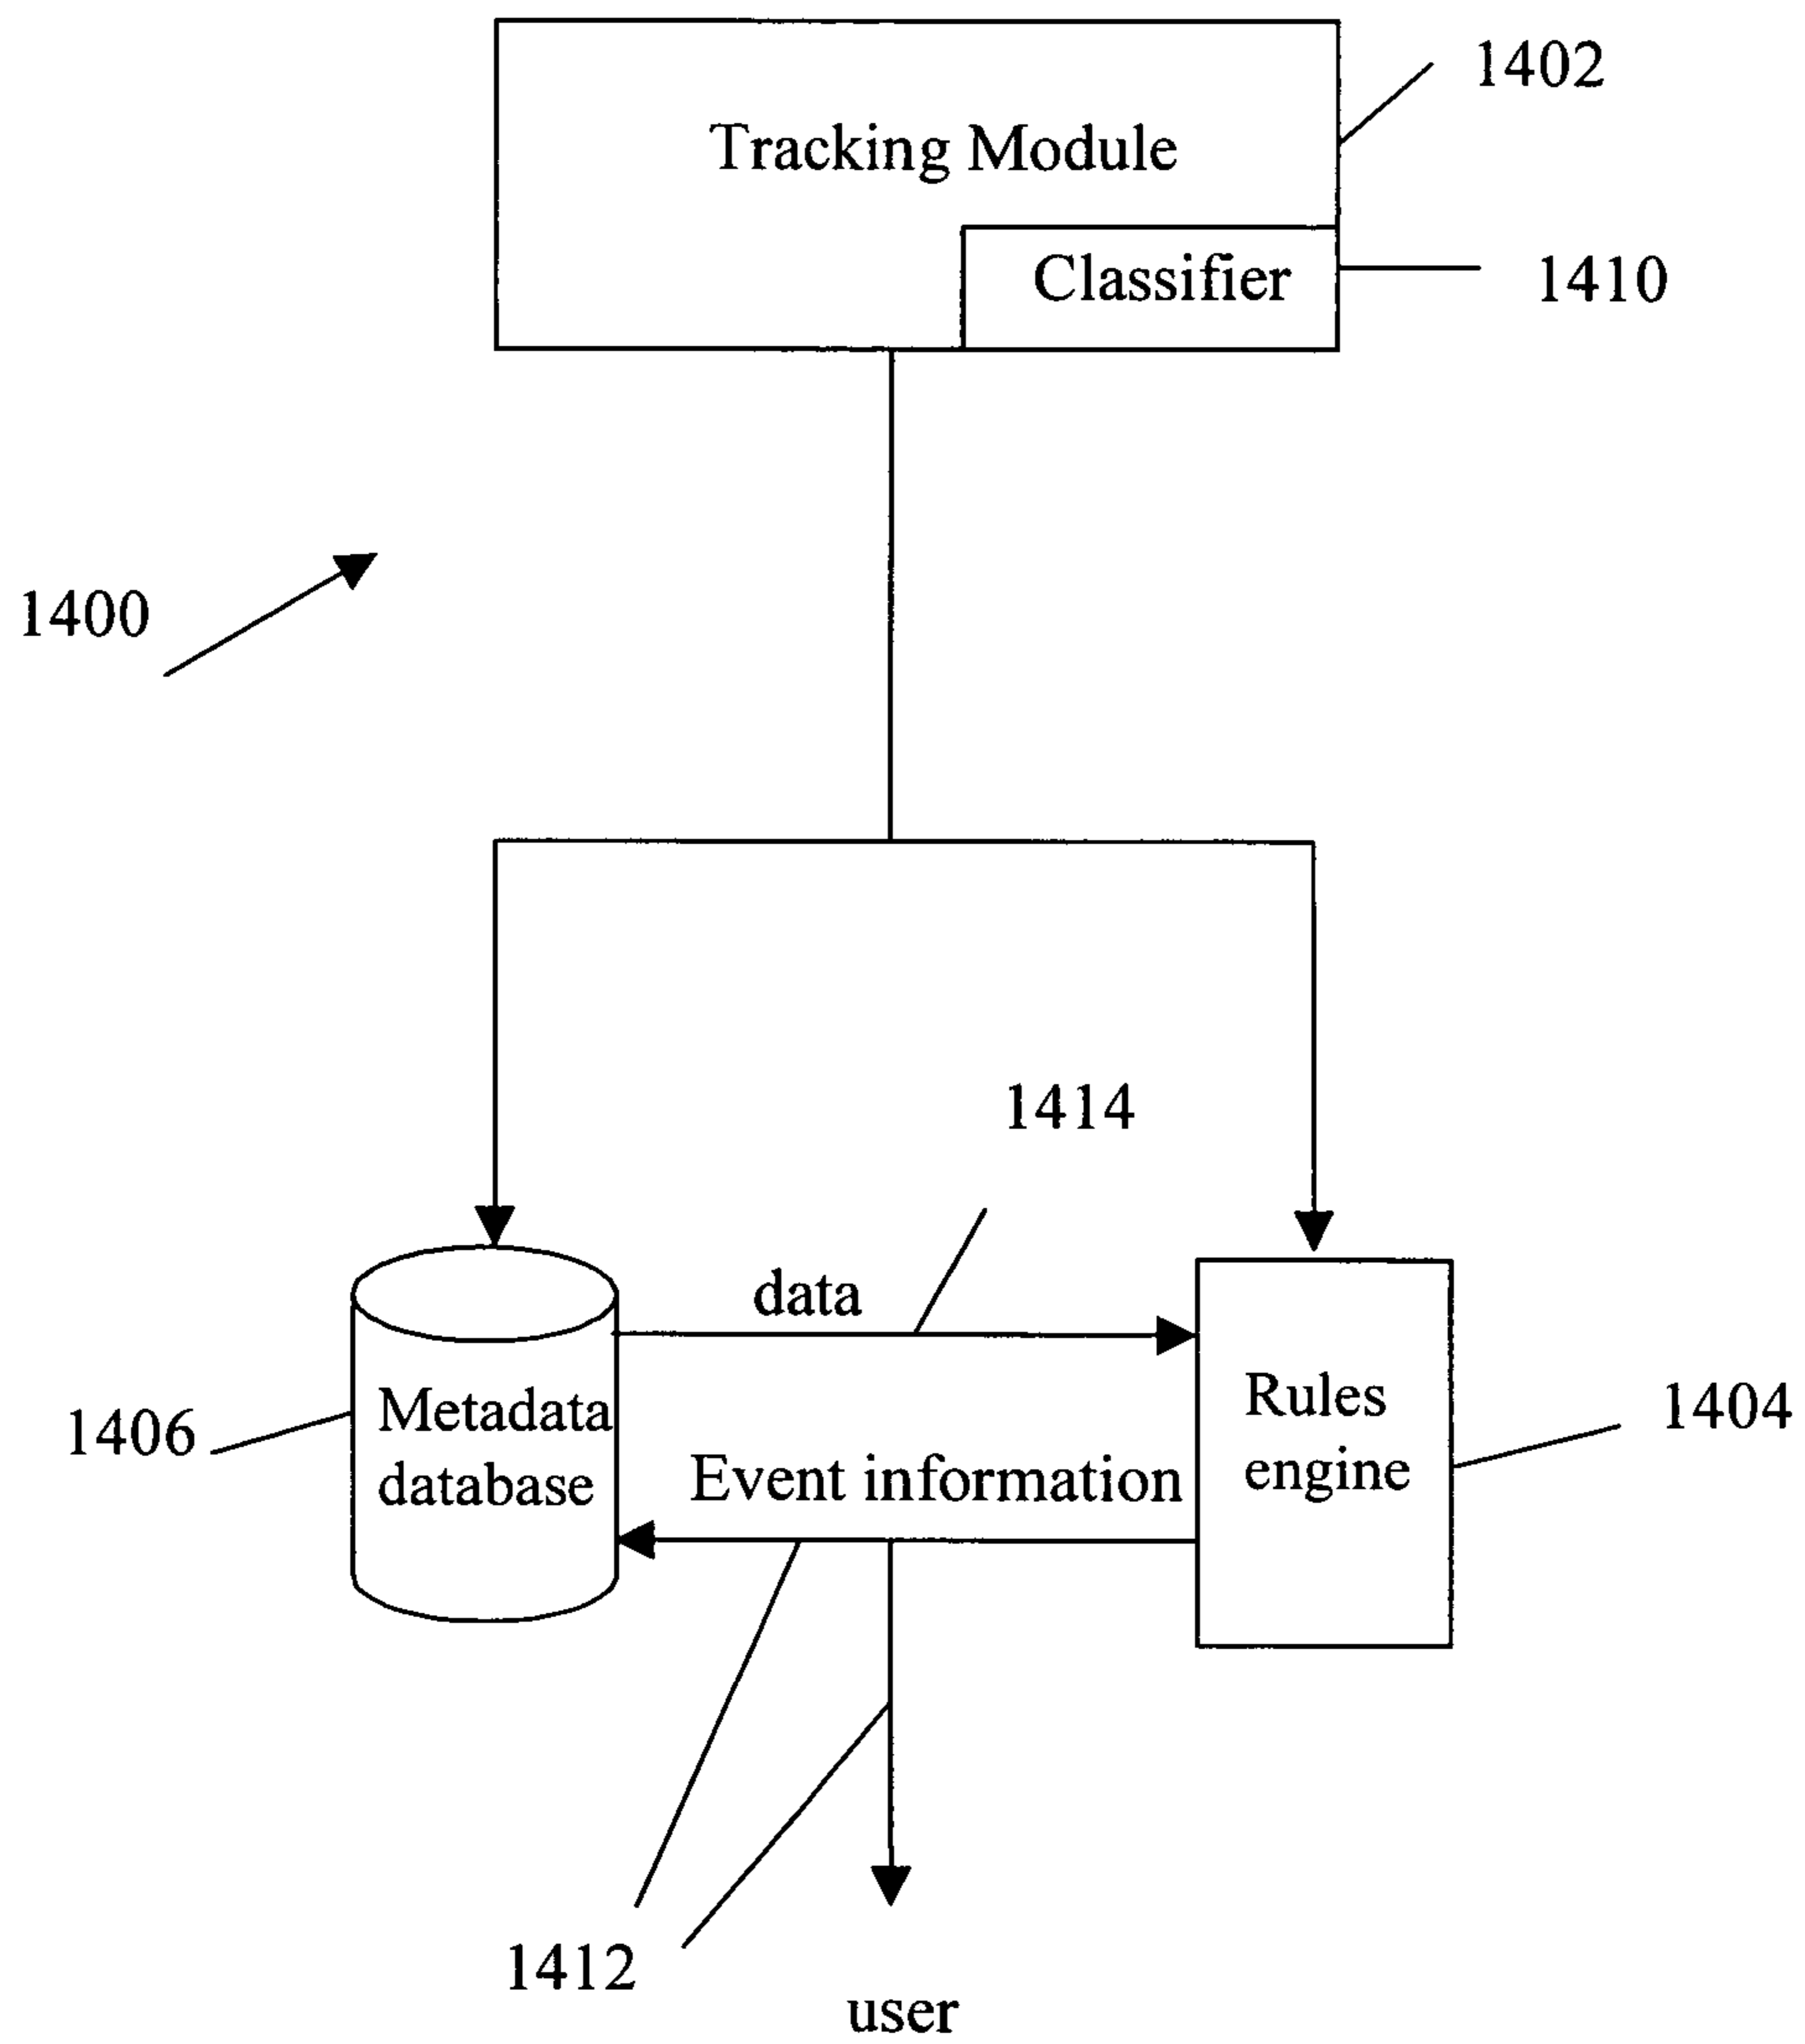 1402
Tracking Module
Classifier
1410
1400
1414
data
Metadata
database
1406
Event information
Rules
engine
1404
1412
user